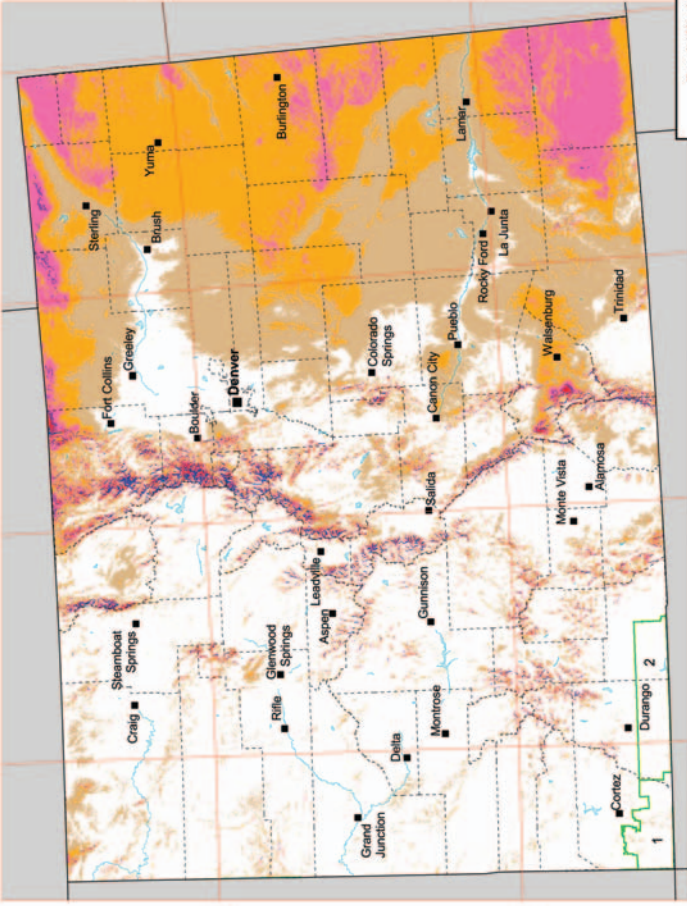 Craig
Steamboat
Springs
Fort Collins
Greeley
Sterling
Brush
Yuma
Boulder
Denver
Burlington
Rifle
Glenwood
Springs
Leadville
Aspen
Colorado
Springs
Grand
Junction
Delta
Montrose
Gunnison
Salida
Canon City
Pueblo
Rocky Ford
La Junta
Lamar
Walsenburg
Trinidad
Monte Vista
Alamosa
Cortez
Durango
1
2